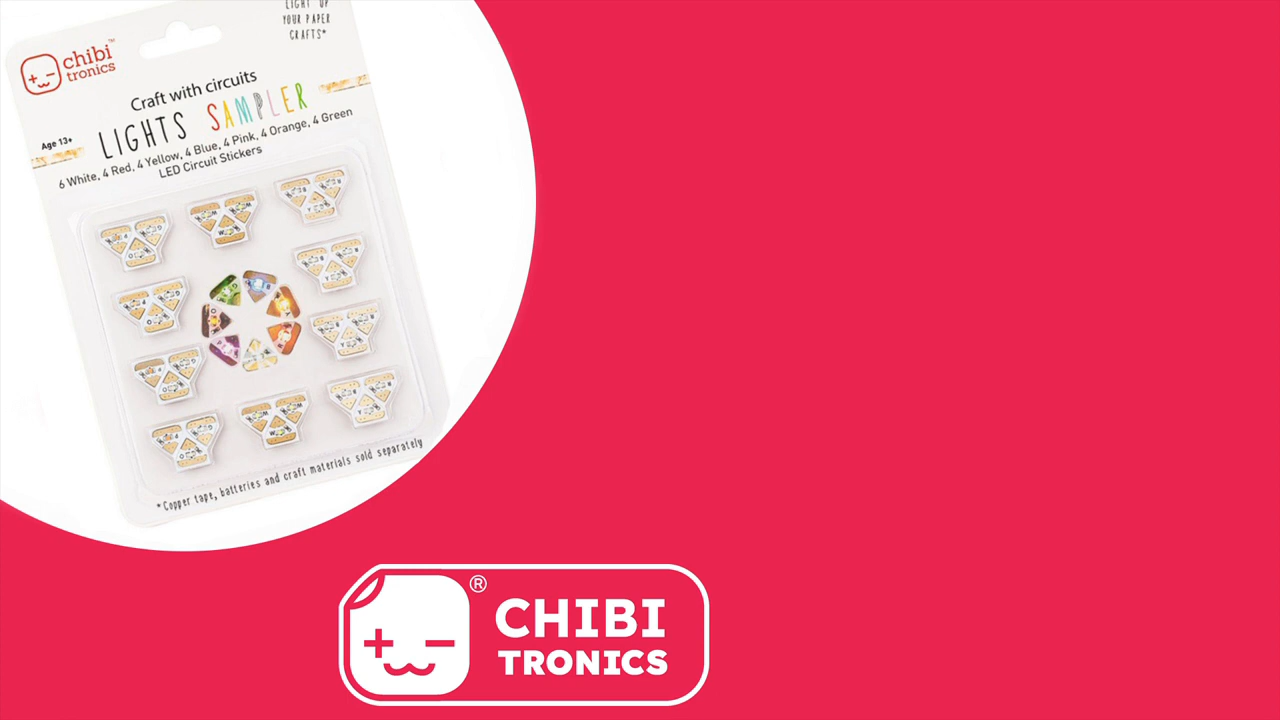 LIGHT UP
YOUR PAPER
CRAFTS*
chibi™
tronics
Craft with circuits
LIGHTS SAMPLER
Age 13+
6 White, 4 Red, 4 Yellow, 4 Blue, 4 Pink, 4 Orange, 4 Green
LED Circuit Stickers
*Copper tape, batteries and craft materials sold separately
®
CHIBI
TRONICS